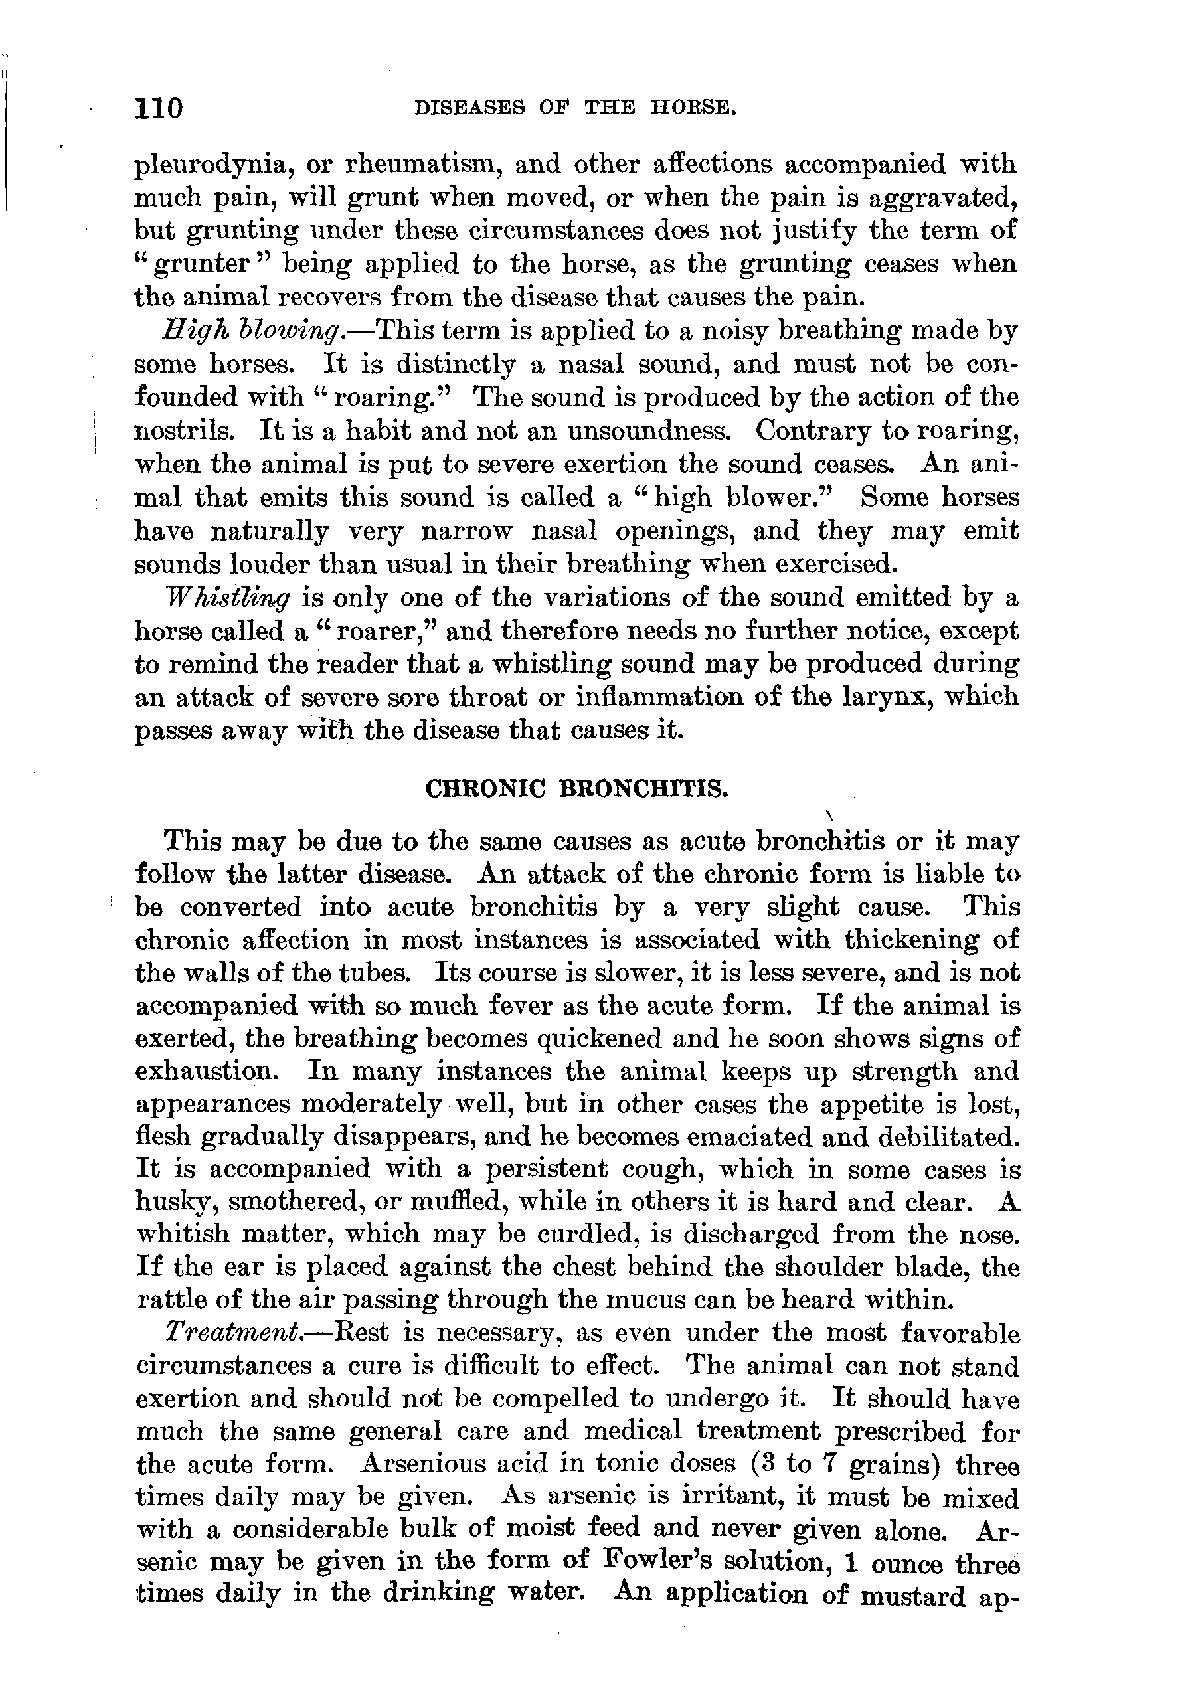 110 DISEASES OF THE HORSE.
pleurodynia, or rheumatism, and other affections accompanied with
much pain, will grunt when moved, or when the pain is aggravated,
but grunting under these circumstances does not justify the term of
“grunter” being applied to the horse, as the grunting ceases when
the animal recovers from the disease that causes the pain.
High blowing.—This term is applied to a noisy breathing made by
some horses. It is distinctly a nasal sound, and must not be con-
founded with “roaring.” The sound is produced by the action of the
nostrils. It is a habit and not an unsoundness. Contrary to roaring,
when the animal is put to severe exertion the sound ceases. An ani-
mal that emits this sound is called a “high blower.” Some horses
have naturally very narrow nasal openings, and they may emit
sounds louder than usual in their breathing when exercised.
Whistling is only one of the variations of the sound emitted by a
horse called a “roarer,” and therefore needs no further notice, except
to remind the reader that a whistling sound may be produced during
an attack of severe sore throat or inflammation of the larynx, which
passes away with the disease that causes it.
CHRONIC BRONCHITIS.
This may be due to the same causes as acute bronchitis or it may
follow the latter disease. An attack of the chronic form is liable to
be converted into acute bronchitis by a very slight cause. This
chronic affection in most instances is associated with thickening of
the walls of the tubes. Its course is slower, it is less severe, and is not
accompanied with so much fever as the acute form. If the animal is
exerted, the breathing becomes quickened and he soon shows signs of
exhaustion. In many instances the animal keeps up strength and
appearances moderately well, but in other cases the appetite is lost,
flesh gradually disappears, and he becomes emaciated and debilitated.
It is accompanied with a persistent cough, which in some cases is
husky, smothered, or muffled, while in others it is hard and clear. A
whitish matter, which may be curdled, is discharged from the nose.
If the ear is placed against the chest behind the shoulder blade, the
rattle of the air passing through the mucus can be heard within.
Treatment.—Rest is necessary, as even under the most favorable
circumstances a cure is difficult to effect. The animal can not stand
exertion and should not be compelled to undergo it. It should have
much the same general care and medical treatment prescribed for
the acute form. Arsenious acid in tonic doses (3 to 7 grains) three
times daily may be given. As arsenic is irritant, it must be mixed
with a considerable bulk of moist feed and never given alone. Ar-
senic may be given in the form of Fowler’s solution, 1 ounce three
times daily in the drinking water. An application of mustard ap-